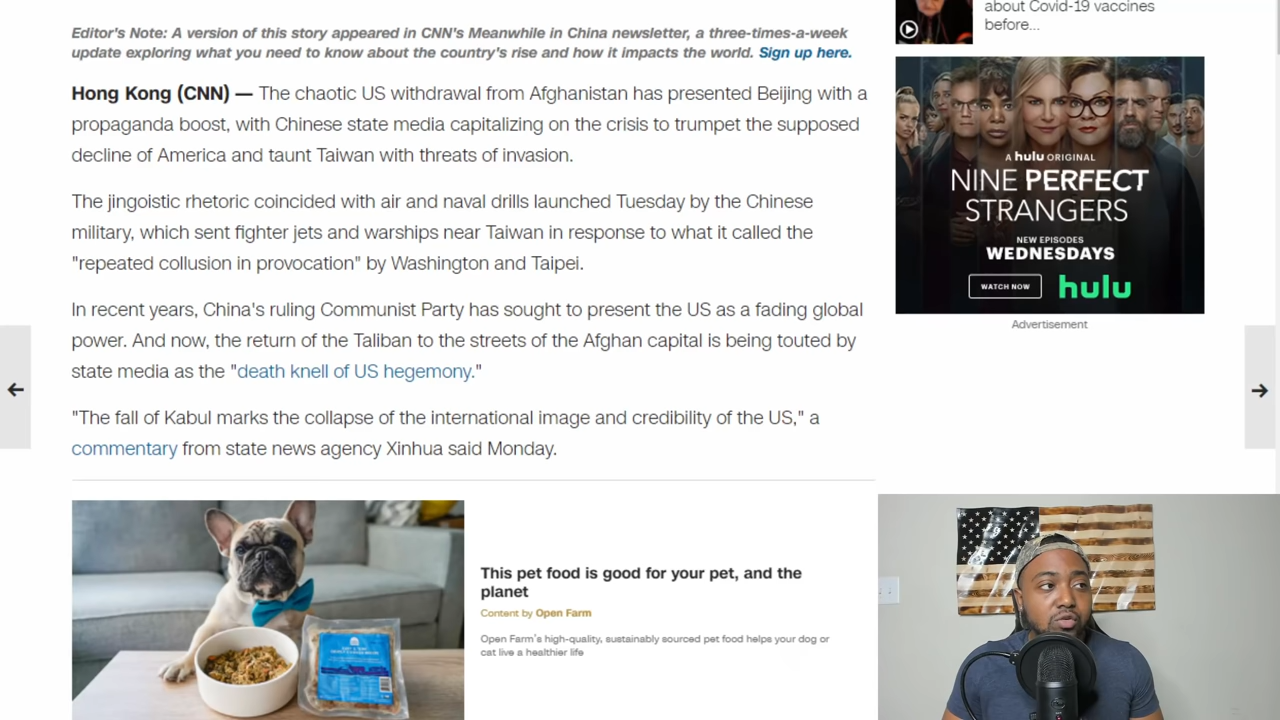 about Covid-19 vaccines
before...
Editor's Note: A version of this story appeared in CNN's Meanwhile in China newsletter, a three-times-a-week
update exploring what you need to know about the country's rise and how it impacts the world. Sign up here.
Hong Kong (CNN) — The chaotic US withdrawal from Afghanistan has presented Beijing with a
propaganda boost, with Chinese state media capitalizing on the crisis to trumpet the supposed
decline of America and taunt Taiwan with threats of invasion.
The jingoistic rhetoric coincided with air and naval drills launched Tuesday by the Chinese
military, which sent fighter jets and warships near Taiwan in response to what it called the
"repeated collusion in provocation" by Washington and Taipei.
In recent years, China's ruling Communist Party has sought to present the US as a fading global
power. And now, the return of the Taliban to the streets of the Afghan capital is being touted by
state media as the "death knell of US hegemony."
"The fall of Kabul marks the collapse of the international image and credibility of the US," a
commentary from state news agency Xinhua said Monday.
A hulu ORIGINAL
NINE PERFECT
STRANGERS
NEW EPISODES
WEDNESDAYS
WATCH NOW
hulu
Advertisement
This pet food is good for your pet, and the
planet
Content by Open Farm
Open Farm's high-quality, sustainably sourced pet food helps your dog or
cat live a healthier life